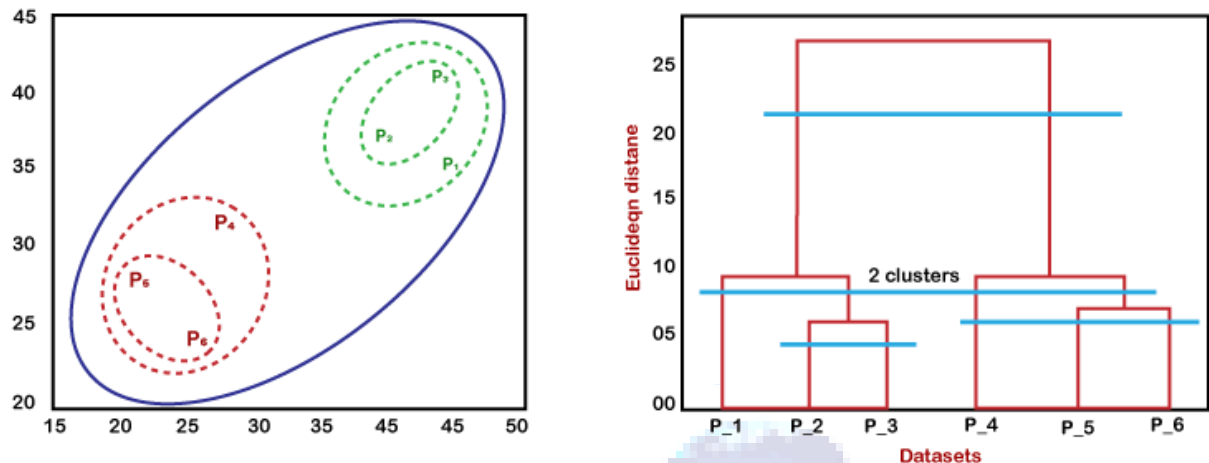 45
40
35
30
25
20
15 20 25 30 35 45 50
P₃
P₂
P₁
P₄
P₅
P₆
Euclideqn distane
25
20
15
10
05
00
2 clusters
P_1 P_2 P_3 P_4 P_5 P_6
Datasets